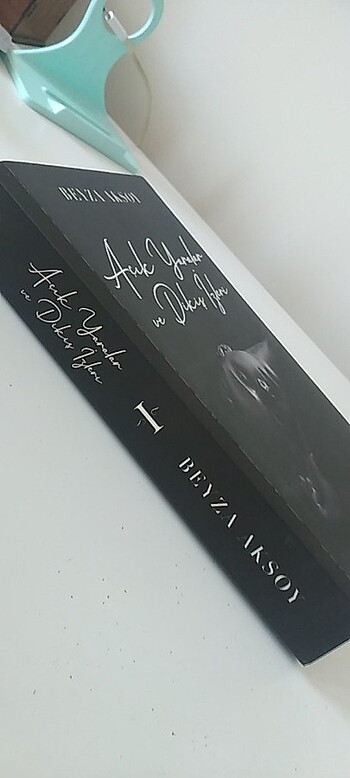 BEYZA AKSOY
Açık Yaralar
ve Dikiş İzleri
Açık Yaralar
ve Dikiş İzleri
I
BEYZA AKSOY